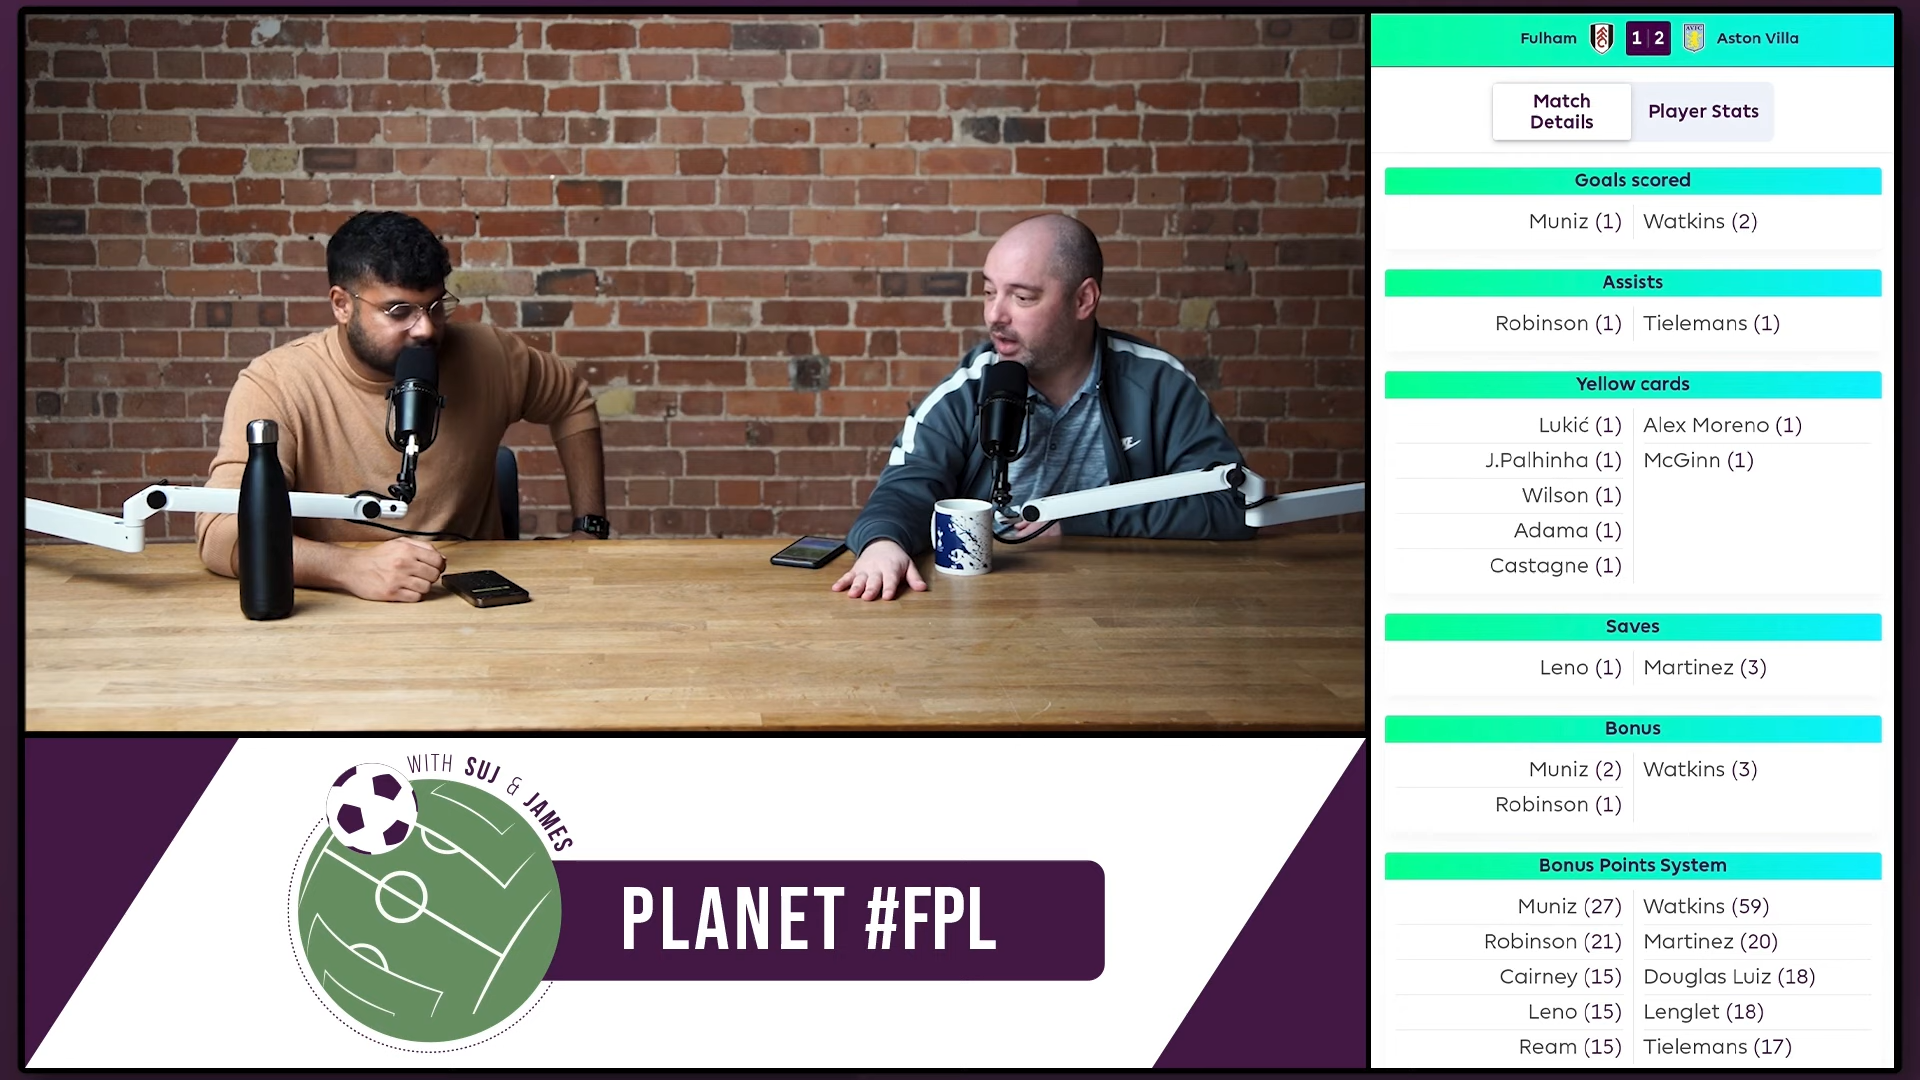 Fulham 1 2 Aston Villa
Match
Details
Player Stats
Goals scored
Muniz (1) Watkins (2)
Assists
Robinson (1) Tielemans (1)
Yellow cards
Lukić (1) Alex Moreno (1)
J.Palhinha (1) McGinn (1)
Wilson (1)
Adama (1)
Castagne (1)
Saves
Leno (1) Martinez (3)
Bonus
Muniz (2) Watkins (3)
Robinson (1)
Bonus Points System
Muniz (27) Watkins (59)
Robinson (21) Martinez (20)
Cairney (15) Douglas Luiz (18)
Leno (15) Lenglet (18)
Ream (15) Tielemans (17)
WITH SUJ & JAMES
PLANET #FPL